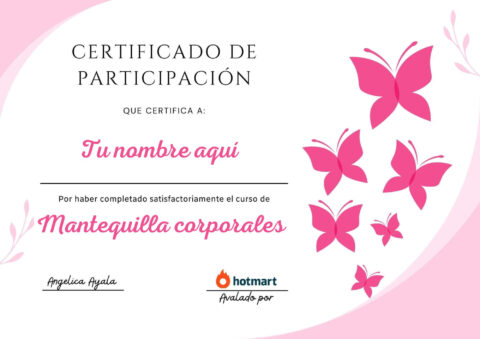 CERTIFICADO DE
PARTICIPACIÓN
QUE CERTIFICA A:
Tu nombre aquí
Por haber completado satisfactoriamente el curso de
Mantequilla corporales
Angelica Ayala
hotmart
Avalado por